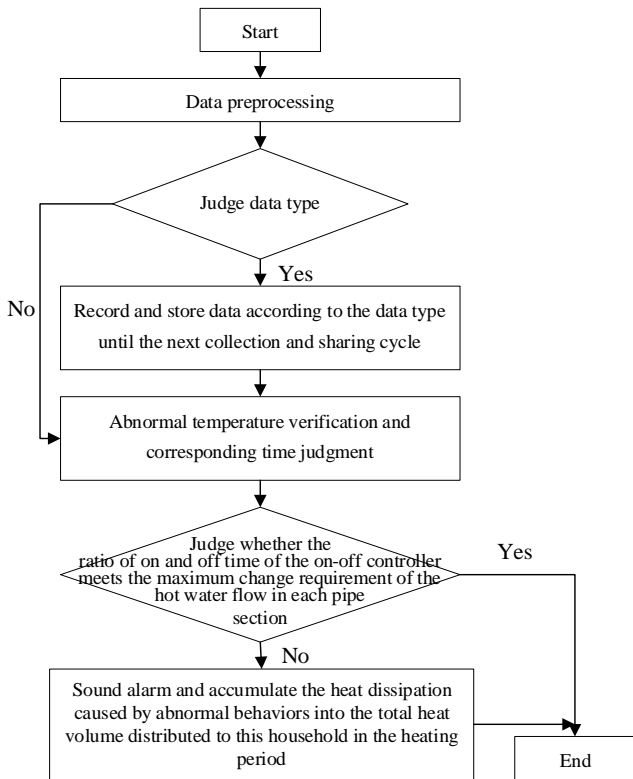 Start
Data preprocessing
Judge data type
Yes
No
Record and store data according to the data type
until the next collection and sharing cycle
Abnormal temperature verification and
corresponding time judgment
Judge whether the
ratio of on and off time of the on-off controller
meets the maximum change requirement of the
hot water flow in each pipe
section
Yes
No
Sound alarm and accumulate the heat dissipation
caused by abnormal behaviors into the total heat
volume distributed to this household in the heating
period
End